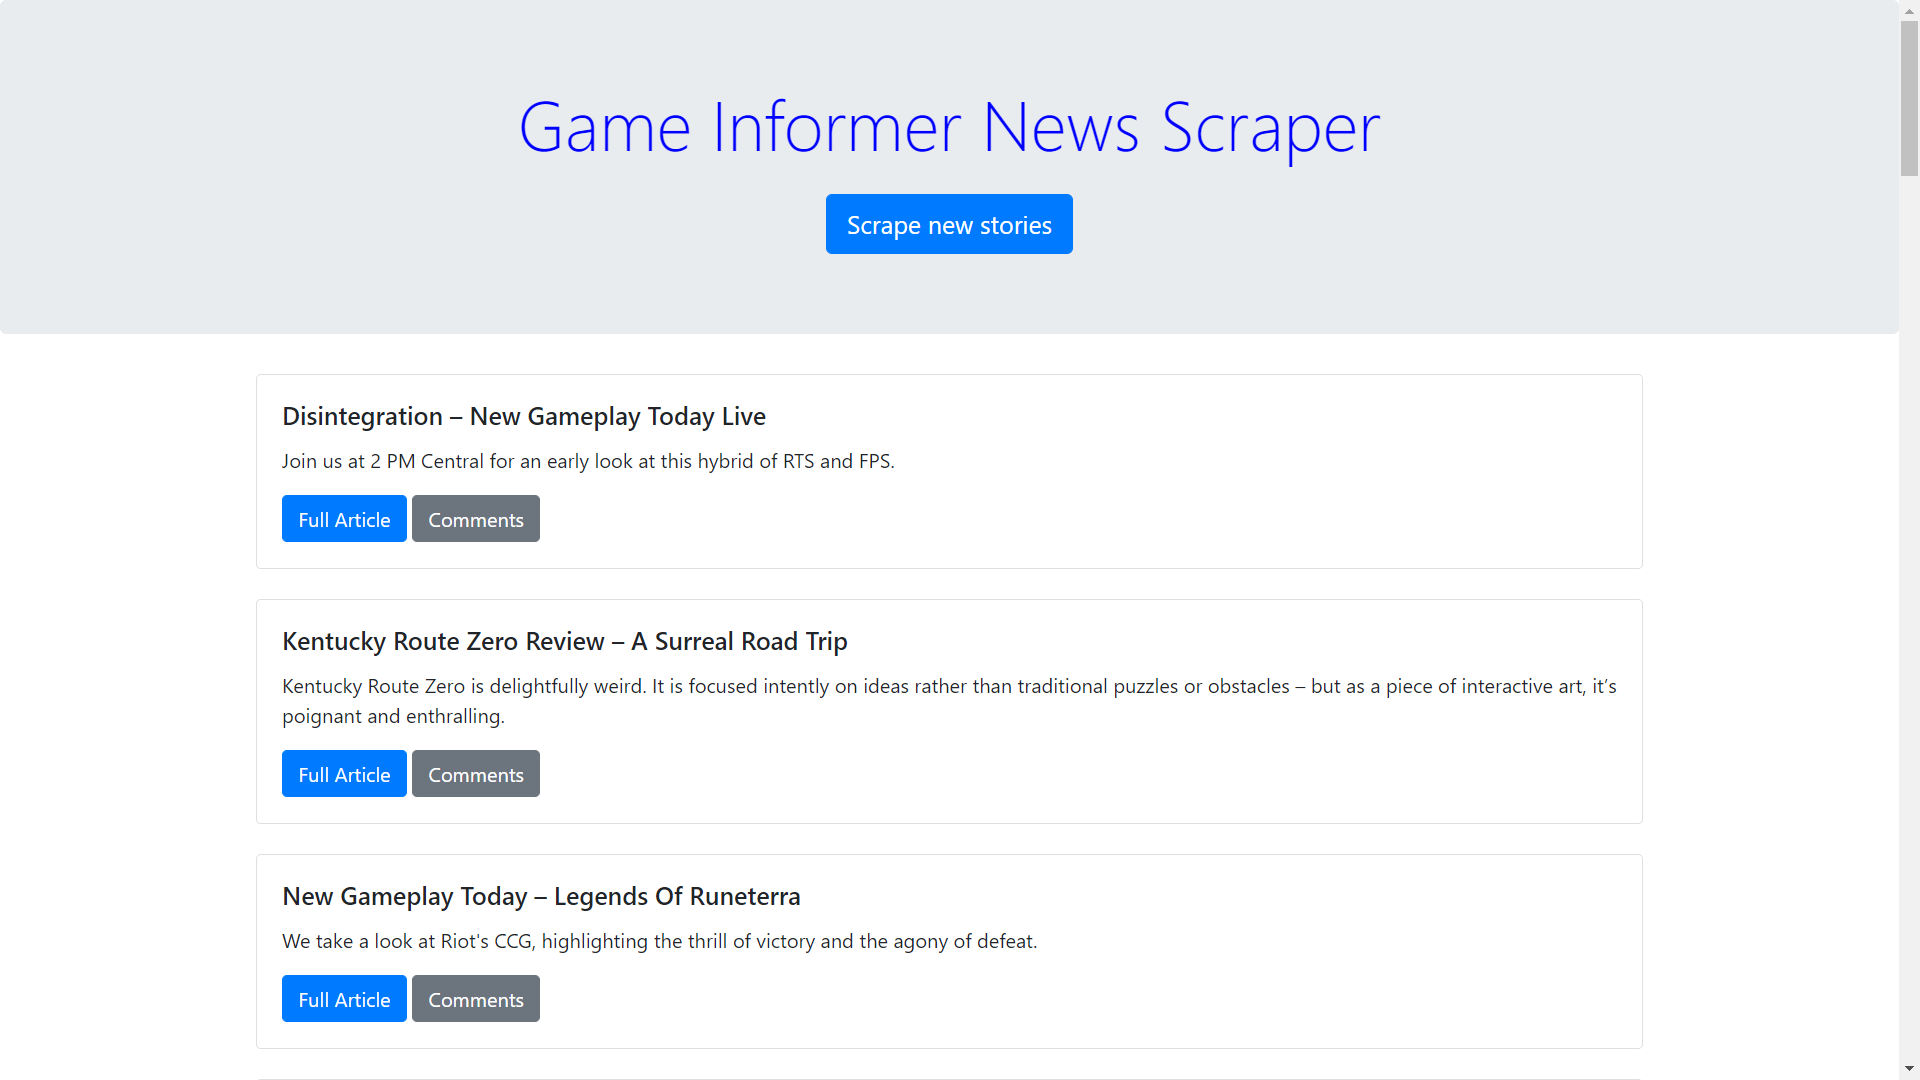 Game Informer News Scraper
Scrape new stories
Disintegration – New Gameplay Today Live
Join us at 2 PM Central for an early look at this hybrid of RTS and FPS.
Full Article Comments
Kentucky Route Zero Review – A Surreal Road Trip
Kentucky Route Zero is delightfully weird. It is focused intently on ideas rather than traditional puzzles or obstacles – but as a piece of interactive art, it’s
poignant and enthralling.
Full Article Comments
New Gameplay Today – Legends Of Runeterra
We take a look at Riot's CCG, highlighting the thrill of victory and the agony of defeat.
Full Article Comments